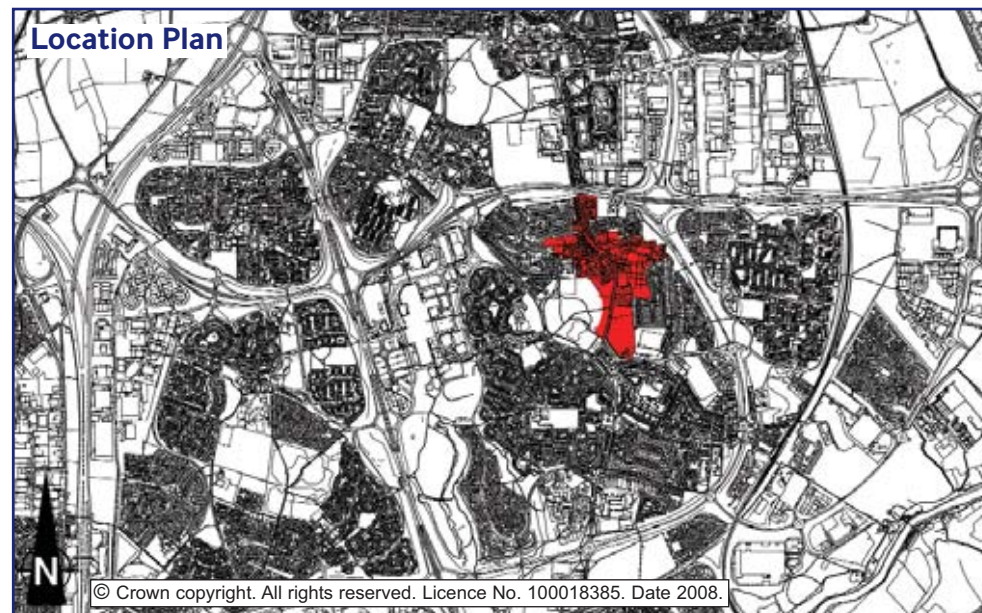 Location Plan
N
© Crown copyright. All rights reserved. Licence No. 100018385. Date 2008.